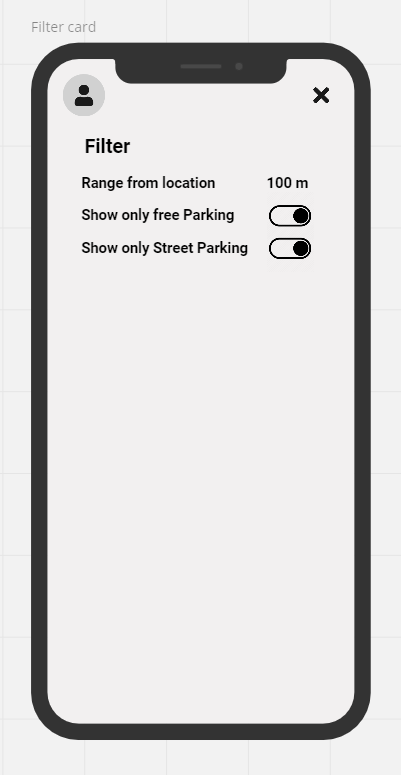 Filter card
Filter
Range from location 100 m
Show only free Parking
Show only Street Parking